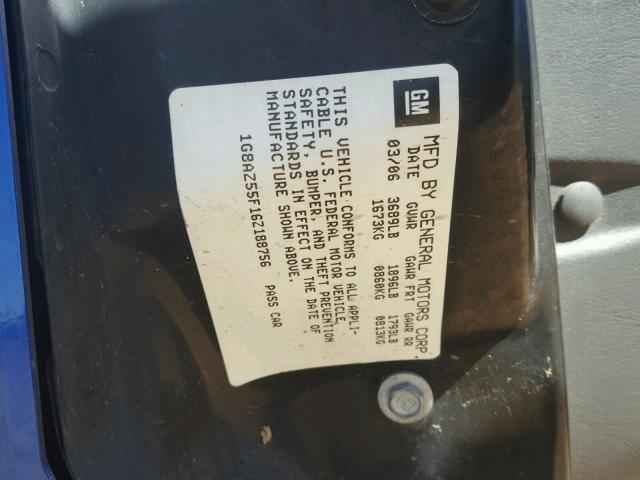 GM
MFD BY GENERAL MOTORS CORP.
DATE GVWR GAWR FRT GAWR RR
03/06 3689LB 1896LB 1793LB
1673KG 0860KG 0813KG
THIS VEHICLE CONFORMS TO ALL APPLI-
CABLE U.S. FEDERAL MOTOR VEHICLE
SAFETY, BUMPER, AND THEFT PREVENTION
STANDARDS IN EFFECT ON THE DATE OF
MANUFACTURE SHOWN ABOVE.
1G8AZ55F16Z188756 PASS CAR